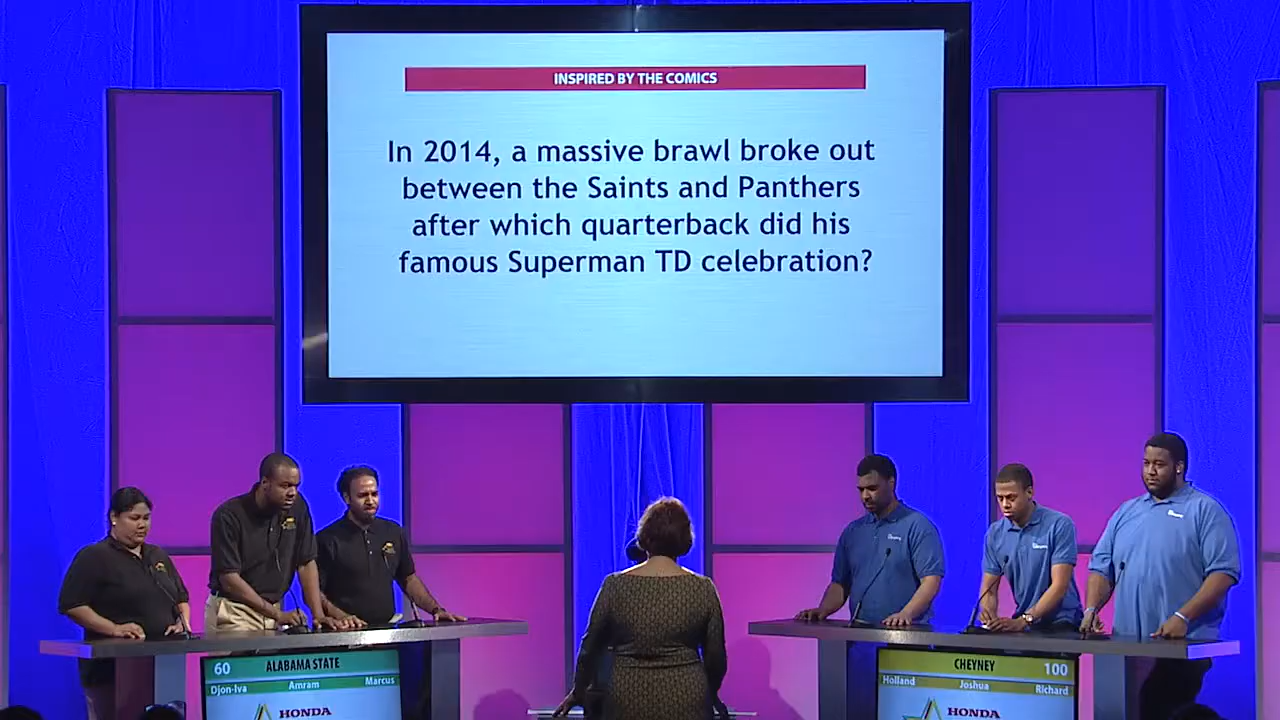 INSPIRED BY THE COMICS
In 2014, a massive brawl broke out
between the Saints and Panthers
after which quarterback did his
famous Superman TD celebration?
60 ALABAMA STATE
Djon-Iva Amram Marcus
HONDA
CHEYNEY 100
Holland Joshua Richard
HONDA